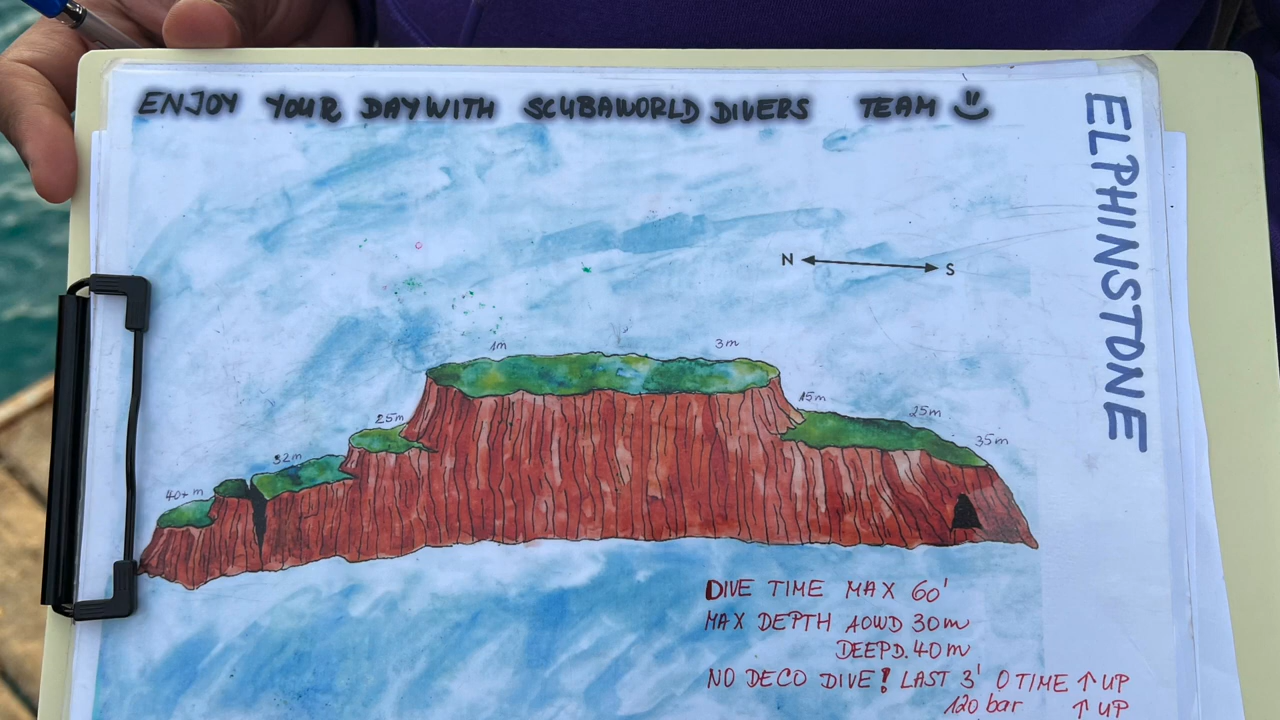 ENJOY YOUR DAY WITH SCUBAWORLD DIVERS TEAM
ELPHINSTONE
N S
1m 3m
15m
25m 25m
35m
32m
40+ m
DIVE TIME MAX 60'
MAX DEPTH AOWD 30m
DEEPD. 40m
NO DECO DIVE! LAST 3' 0 TIME ↑ UP
120 bar ↑ UP